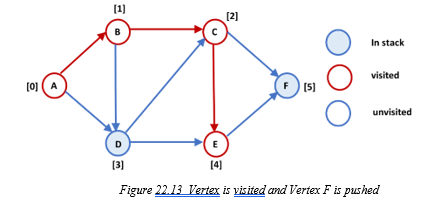 [1]
[2]
B
C
In stack
visited
[0]
A
F
[5]
unvisited
D
E
[3]
[4]
Figure 22.13 Vertex is visited and Vertex F is pushed